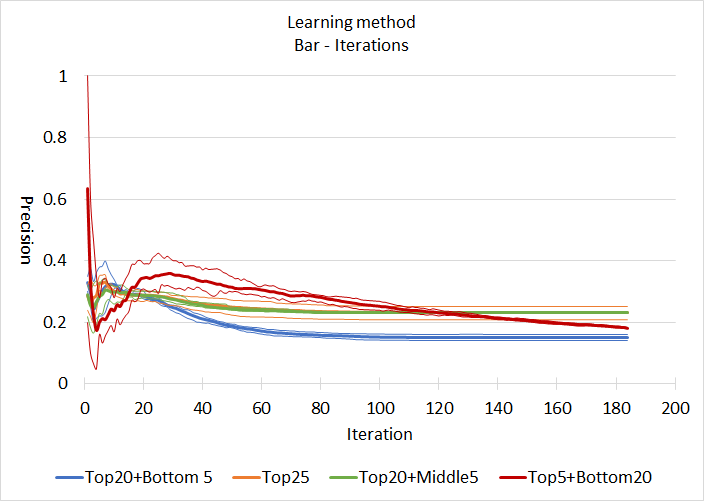 Learning method
Bar - Iterations
1
0.8
0.6
0.4
0.2
0
Precision
0 20 40 60 80 100 120 140 160 180 200
Iteration
Top20+Bottom 5 Top25 Top20+Middle5 Top5+Bottom20